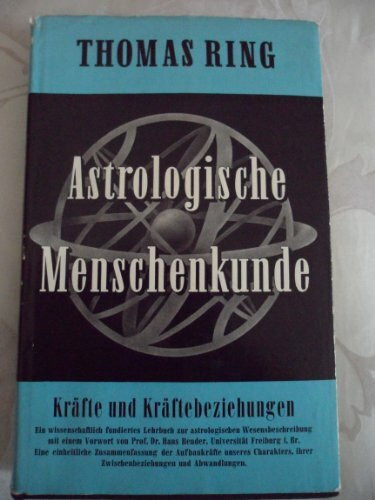 THOMAS RING
Astrologische
Menschenkunde
Kräfte und Kräftebeziehungen
Ein wissenschaftlich fundiertes Lehrbuch zur astrologischen Wesensbeschreibung
mit einem Vorwort von Prof. Dr. Hans Bender, Universität Freiburg i. Br.
Eine einheitliche Zusammenfassung der Aufbaukräfte unseres Charakters, ihrer
Zwischenbeziehungen und Abwandlungen.